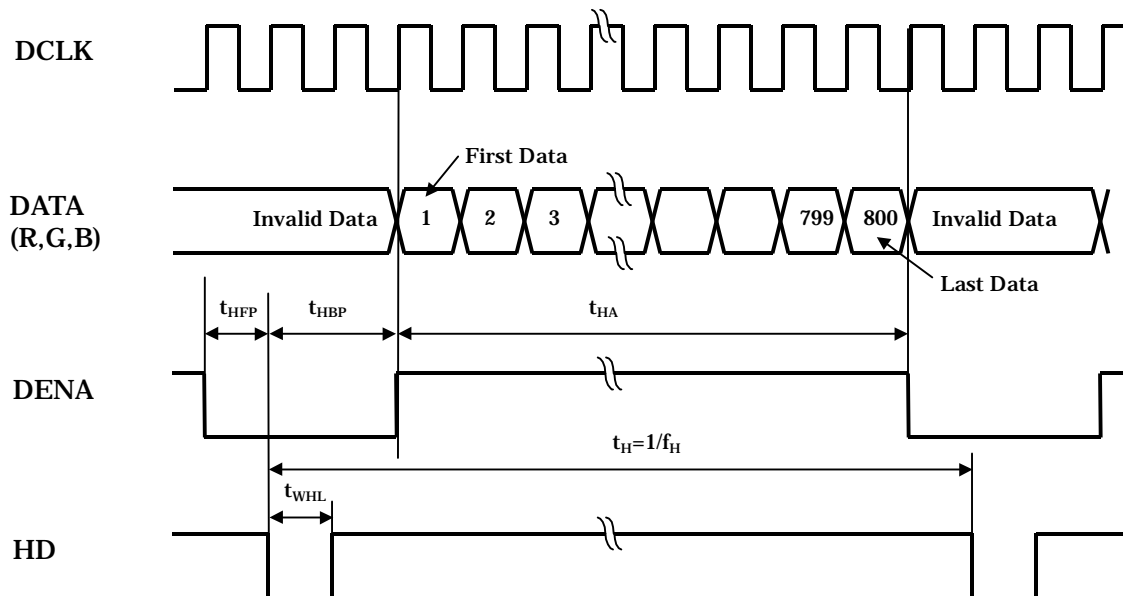 DCLK
First Data
DATA
(R,G,B)
Invalid Data 1 2 3 799 800 Invalid Data
Last Data
tHFP tHBP tHA
DENA
tH=1/fH
tWHL
HD